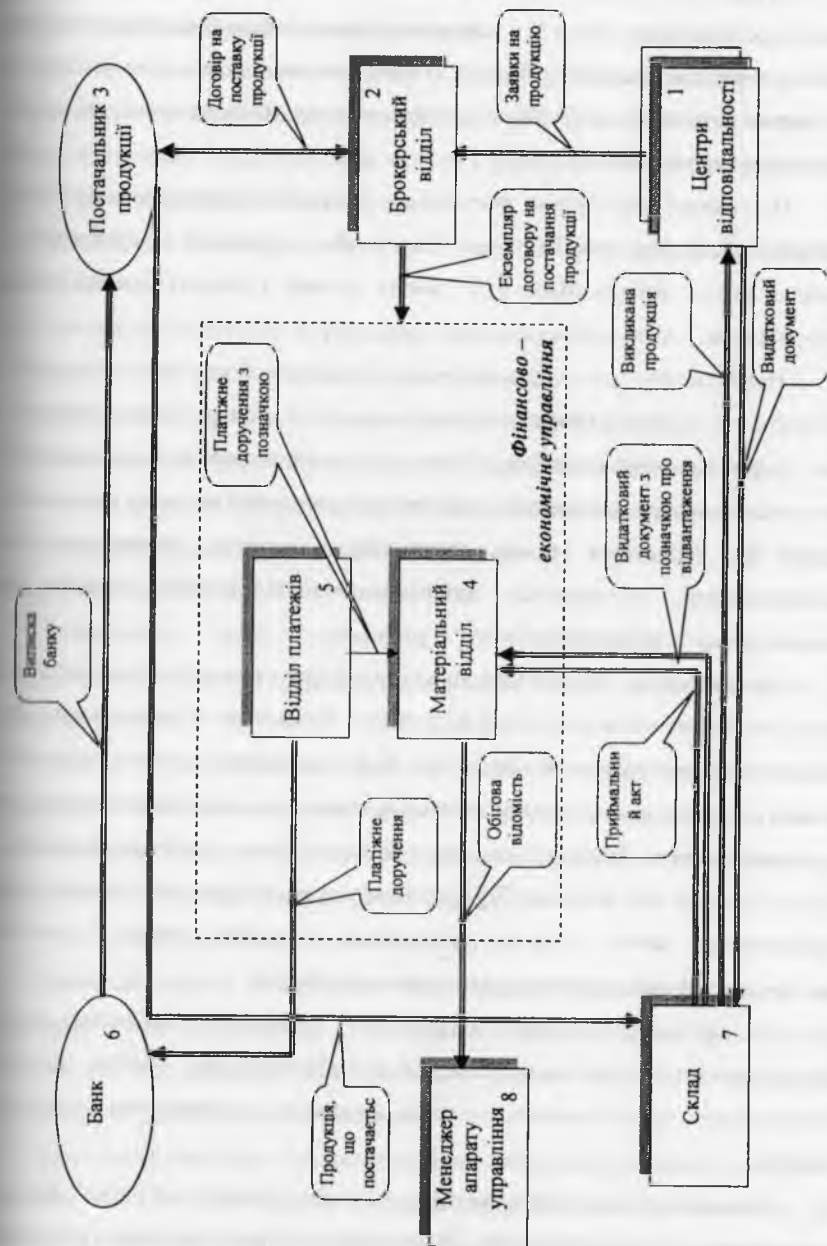 Банк
6
Виписка
банку
Постачальник 3
продукції
Договір на
поставку
продукції
2
Брокерський
відділ
Заявки на
продукцію
1
Центри
відповідальності
Екземпляр
договору на
постачання
продукції
Платіжне
доручення з
позначкою
Фінансово –
економічне управління
Відділ платежів
5
Матеріальний
відділ
4
Платіжне
доручення
Обігова
відомість
Продукція,
що
постачаєс
Менеджер
апарату
управління
8
Приймальни
й акт
Видатковий
документ з
позначкою про
відвантаження
Викликана
продукція
Видатковий
документ
Склад
7